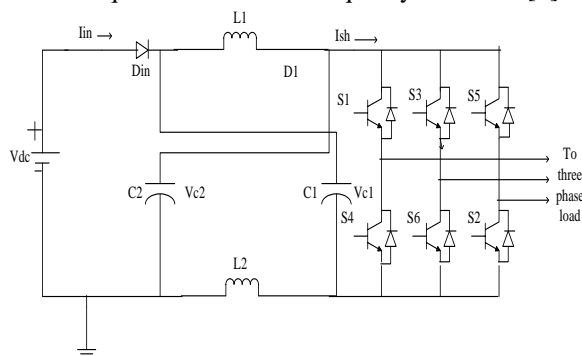 L1
Iin
Ish
Din
D1
S1
S3
S5
Vdc
To
three
phase
load
C2
Vc2
C1
Vc1
S4
S6
S2
L2